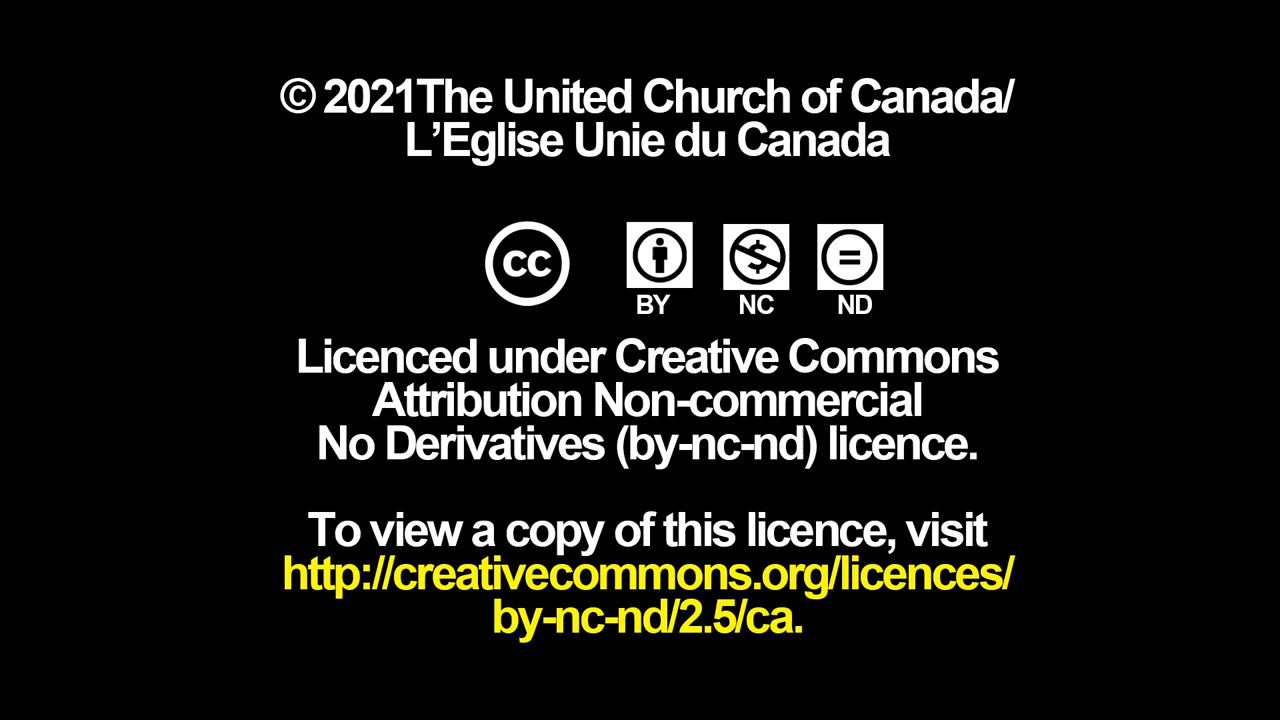 © 2021The United Church of Canada/
L’Eglise Unie du Canada
cc
BY NC ND
Licenced under Creative Commons
Attribution Non-commercial
No Derivatives (by-nc-nd) licence.
To view a copy of this licence, visit
http://creativecommons.org/licences/
by-nc-nd/2.5/ca.